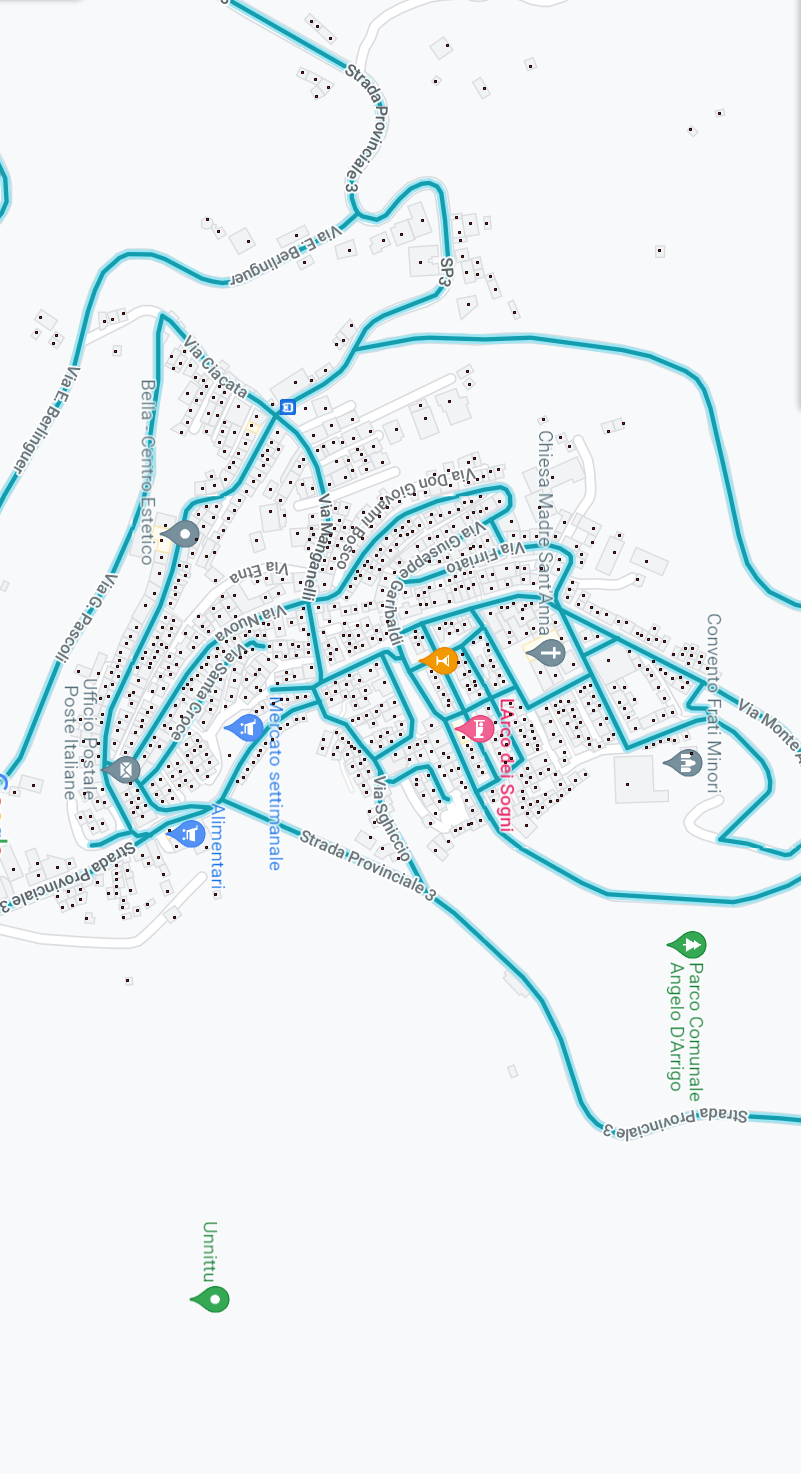 Strada Provinciale 3
Via E. Berlinguer
SP3
Via Ciacata
Via E. Berlinguer
Bella - Centro Estetico
Via Manganelli
Via Don Giovanni Bosco
Via Giuseppe
Garibaldi
Via Tirriato
Chiesa Madre Sant'Anna
Via Etna
Via Nuova
Via Santa Croce
Via G. Pascoli
Convento Frati Minori
L'Arco dei Sogni
Mercato settimanale
Ufficio Postale
Poste Italiane
Alimentari
Via Sghiccio
Strada Provinciale 3
Strada Provinciale 3
Parco Comunale
Angelo D'Arrigo
Strada Provinciale 3
Unnittu